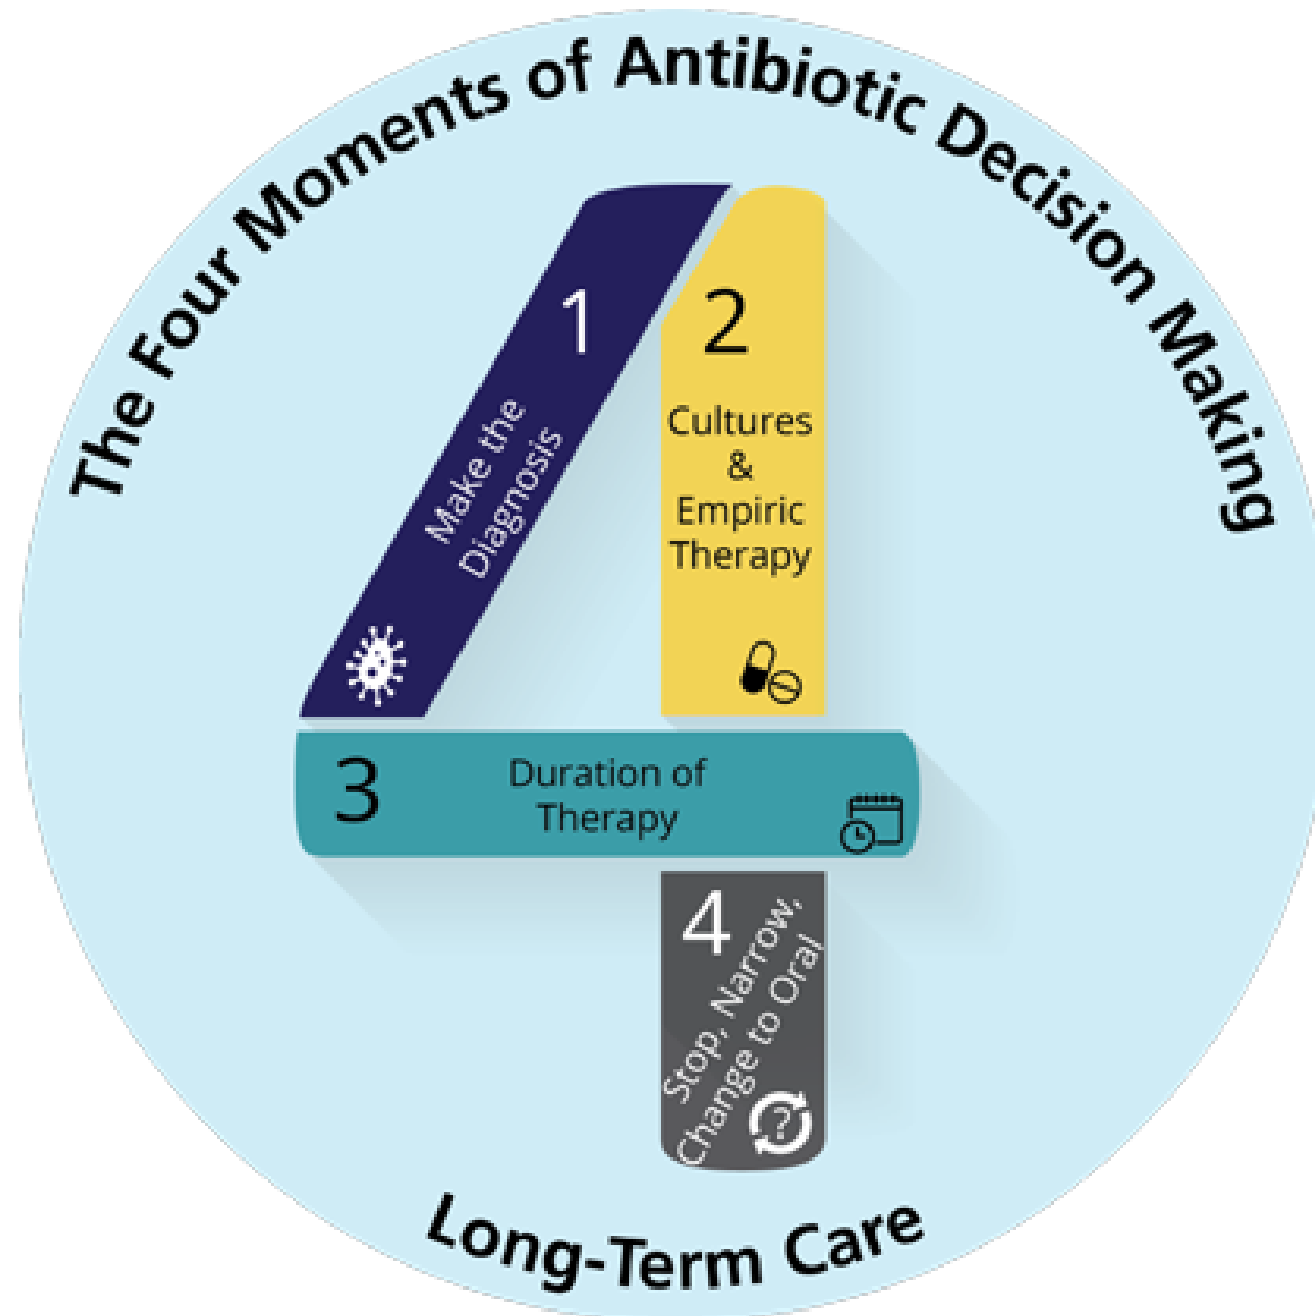 The Four Moments of Antibiotic Decision Making
1
Make the
Diagnosis
2
Cultures
&
Empiric
Therapy
3
Duration of
Therapy
4
Stop, Narrow,
Change to Oral
?
Long-Term Care